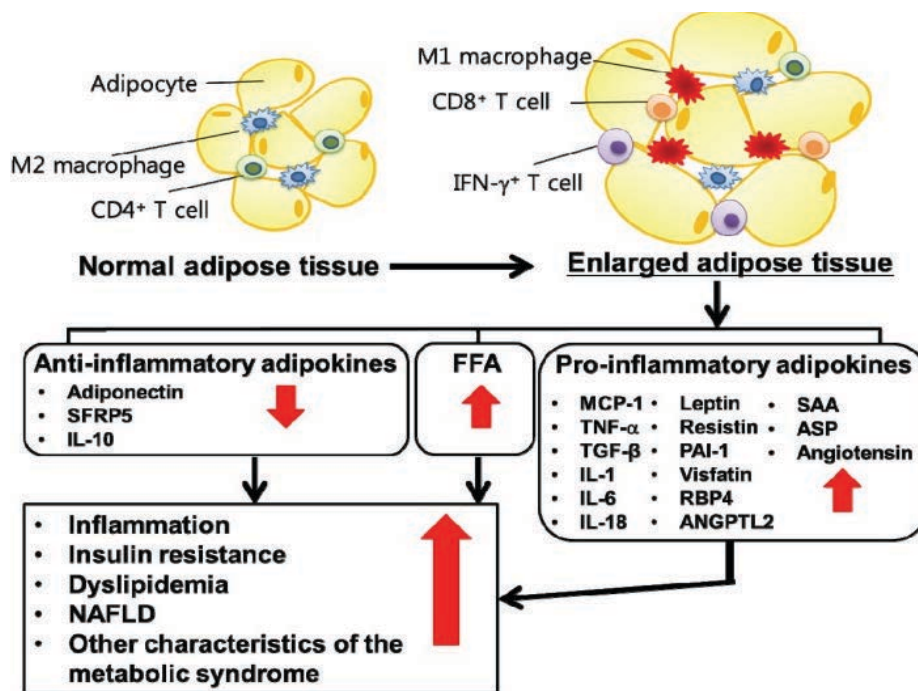 Adipocyte
M2 macrophage
CD4+ T cell
M1 macrophage
CD8+ T cell
IFN-γ+ T cell
Normal adipose tissue
Enlarged adipose tissue
Anti-inflammatory adipokines
• Adiponectin
• SFRP5
• IL-10
FFA
Pro-inflammatory adipokines
• MCP-1
• TNF-α
• TGF-β
• IL-1
• IL-6
• IL-18
• Leptin
• Resistin
• PAI-1
• Visfatin
• RBP4
• ANGPTL2
• SAA
• ASP
• Angiotensin
• Inflammation
• Insulin resistance
• Dyslipidemia
• NAFLD
• Other characteristics of the
metabolic syndrome